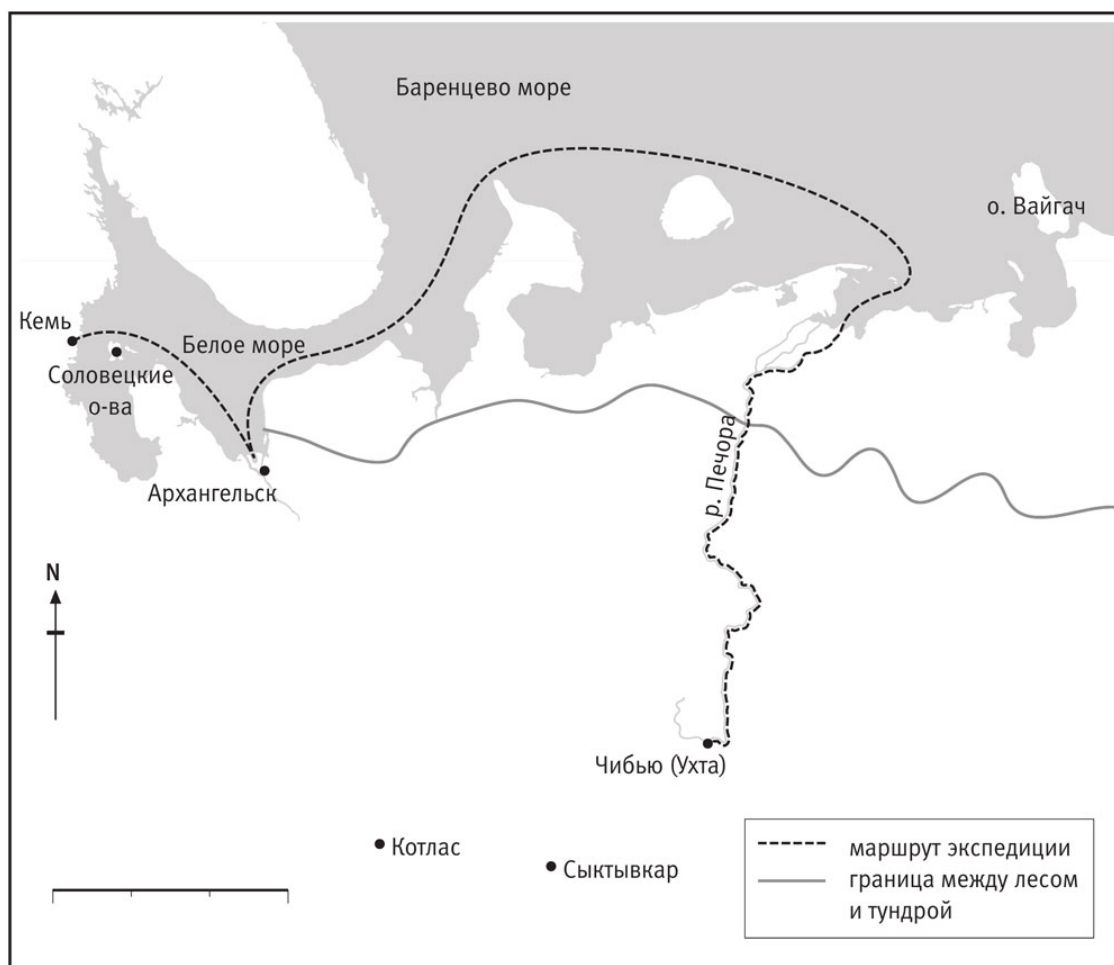 Баренцево море
о. Вайгач
Кемь
Белое море
Соловецкие
о-ва
р. Печора
Архангельск
N
Чибью (Ухта)
Котлас
Сыктывкар
маршрут экспедиции
граница между лесом
и тундрой